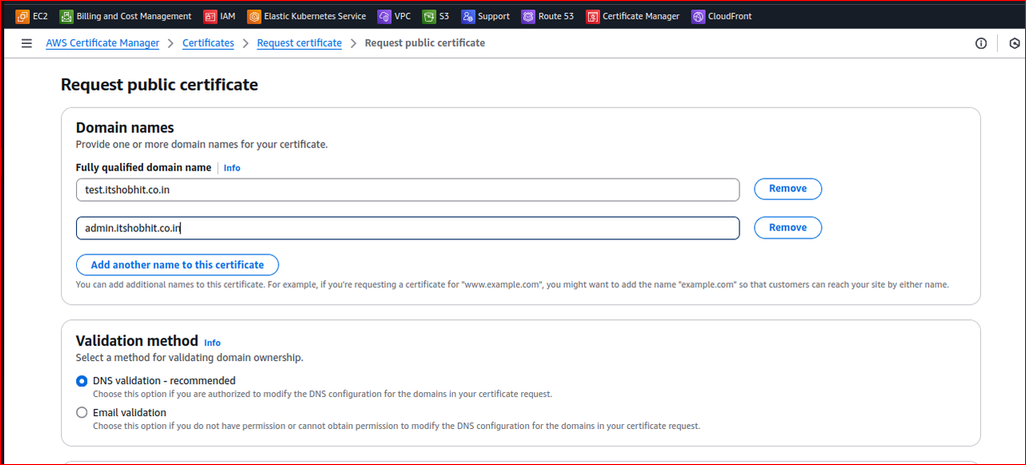 EC2 Billing and Cost Management IAM Elastic Kubernetes Service VPC S3 Support Route 53 Certificate Manager CloudFront
AWS Certificate Manager > Certificates > Request certificate > Request public certificate
Request public certificate
Domain names
Provide one or more domain names for your certificate.
Fully qualified domain name | Info
test.itshobhit.co.in Remove
admin.itshobhit.co.in Remove
Add another name to this certificate
You can add additional names to this certificate. For example, if you're requesting a certificate for "www.example.com", you might want to add the name "example.com" so that customers can reach your site by either name.
Validation method Info
Select a method for validating domain ownership.
DNS validation - recommended
Choose this option if you are authorized to modify the DNS configuration for the domains in your certificate request.
Email validation
Choose this option if you do not have permission or cannot obtain permission to modify the DNS configuration for the domains in your certificate request.